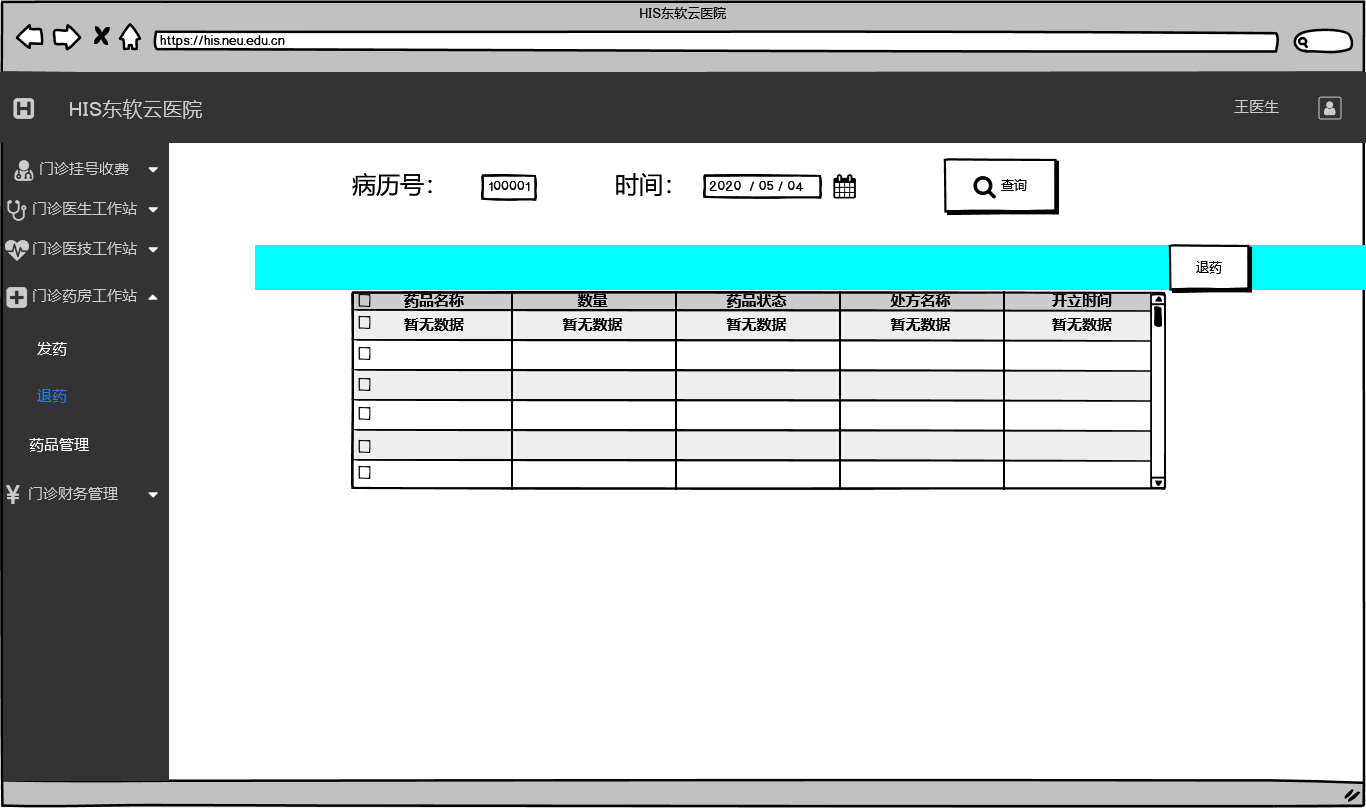 HIS东软云医院
https://his.neu.edu.cn
HIS东软云医院
王医生
门诊挂号收费
门诊医生工作站
门诊医技工作站
门诊药房工作站
发药
退药
药品管理
¥ 门诊财务管理
病历号： 100001 时间： 2020 / 05 / 04 查询
退药
药品名称 数量 药品状态 处方名称 开立时间
暂无数据 暂无数据 暂无数据 暂无数据 暂无数据